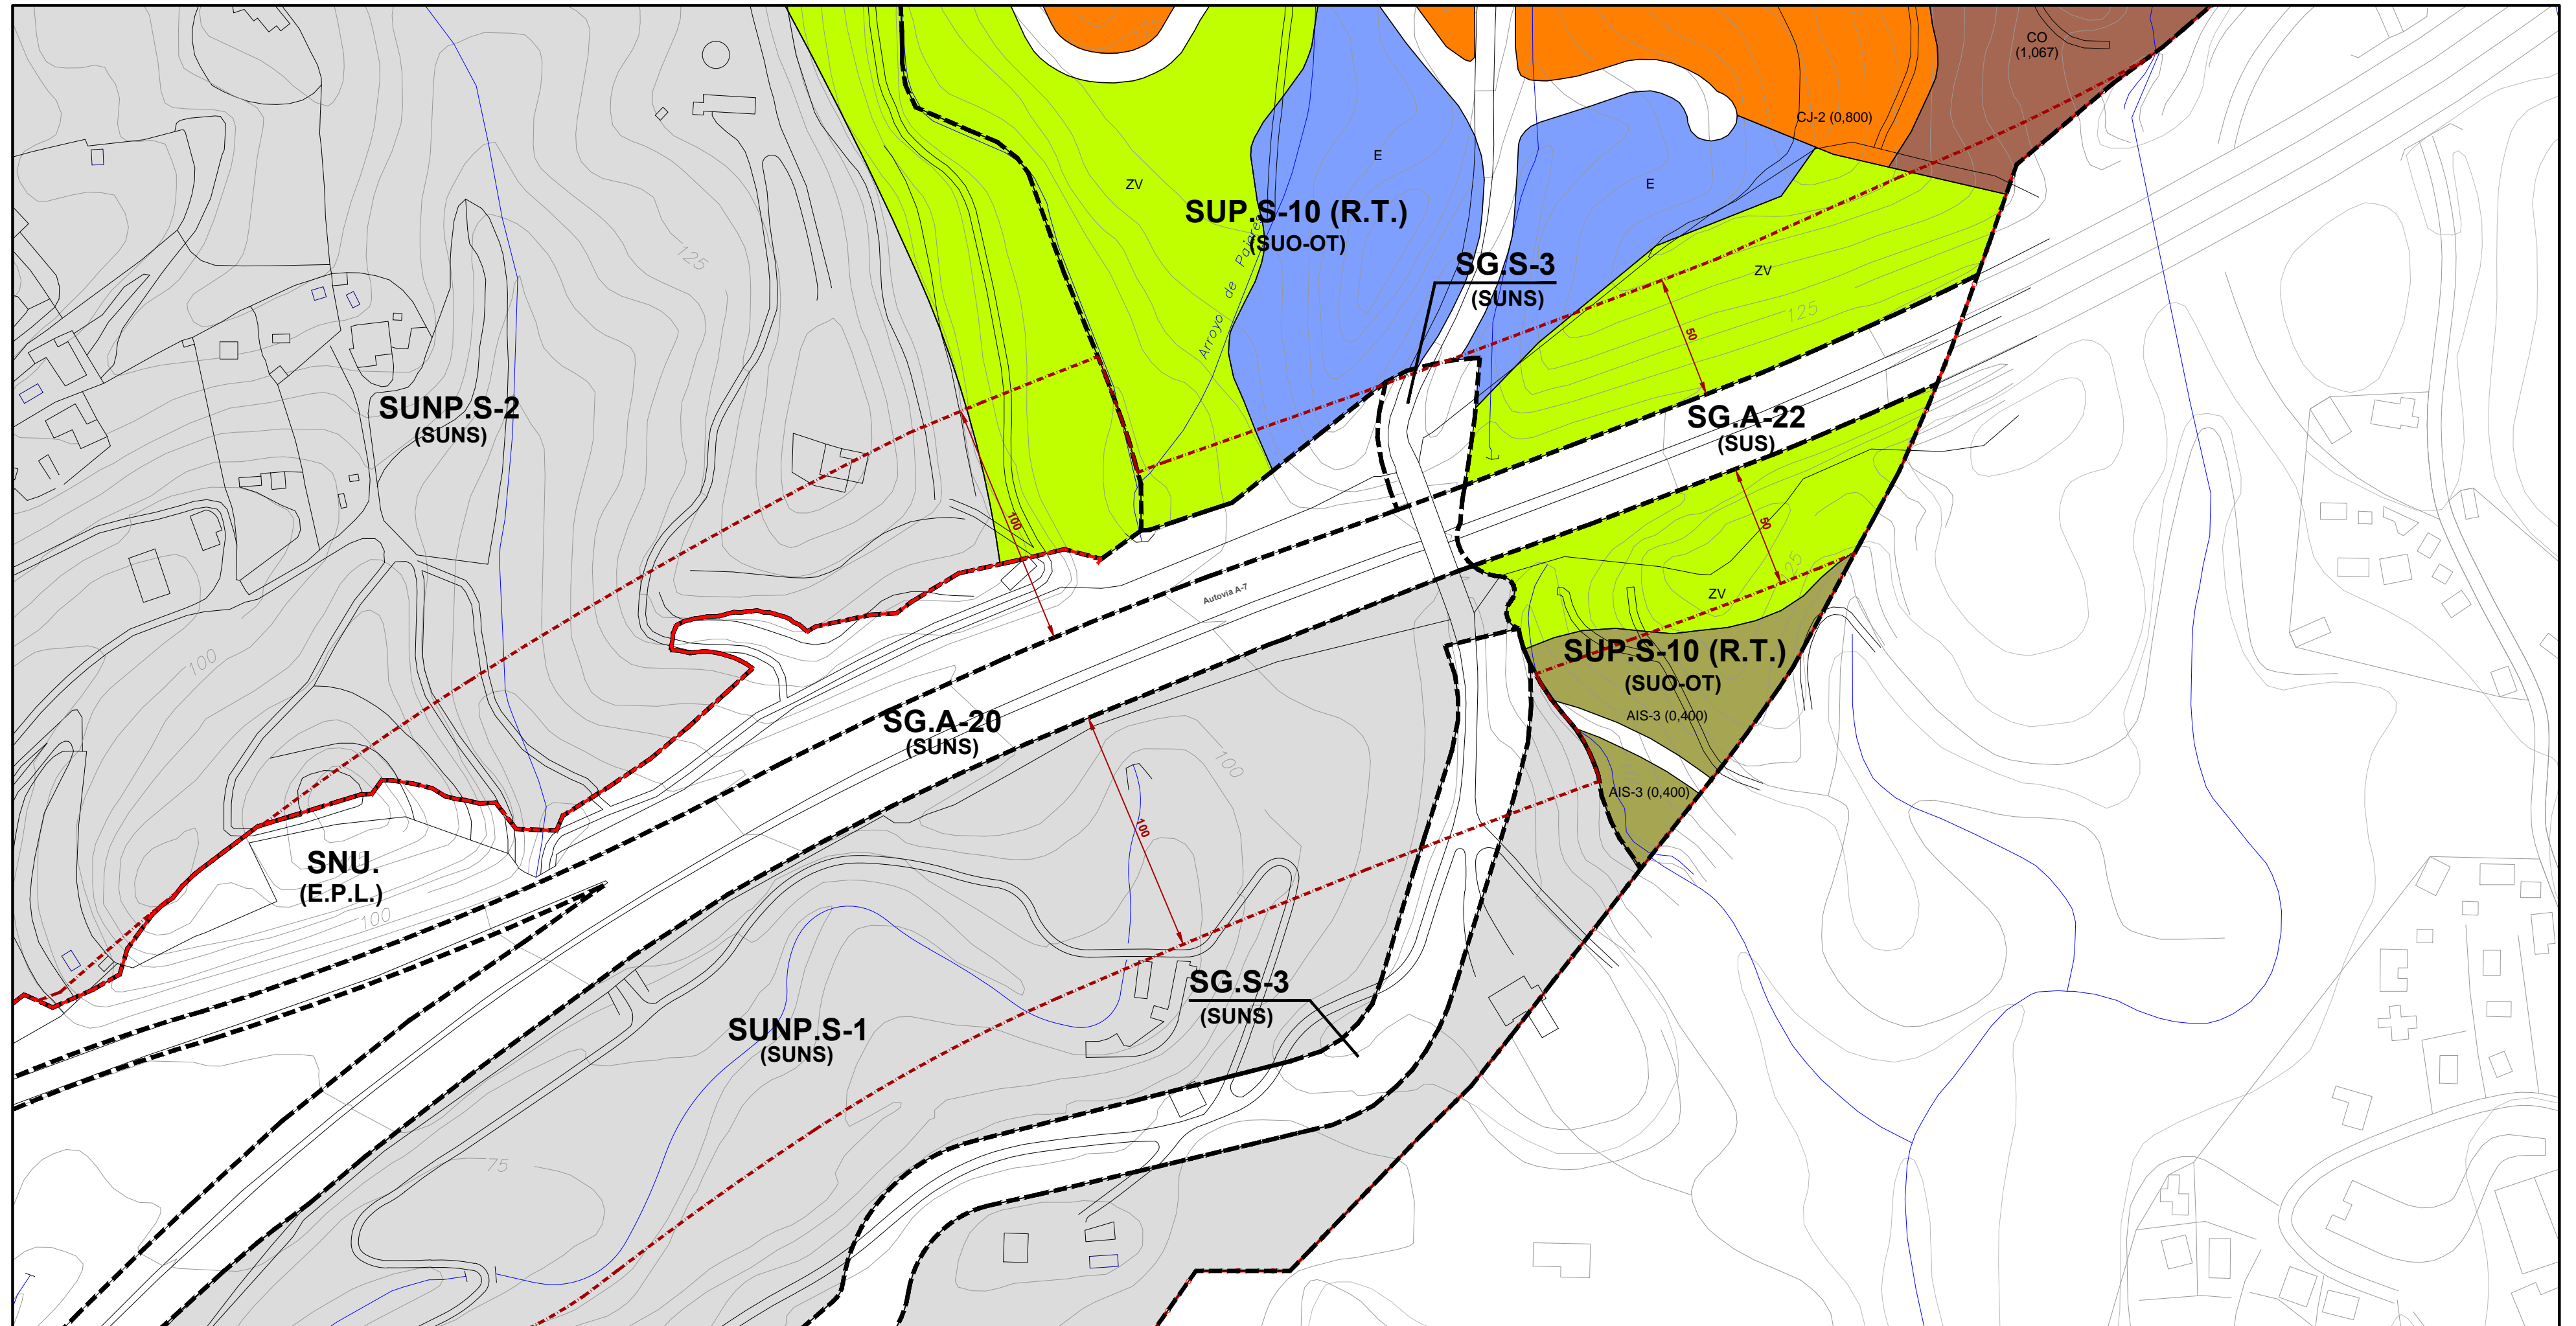 CO
(1,067)
CJ-2 (0,800)
E
E
ZV
SUP.S-10 (R.T.)
(SUO-OT)
Arroyo de Pajares
SG.S-3
(SUNS)
ZV
125
125
50
SUNP.S-2
(SUNS)
SG.A-22
(SUS)
100
50
125
Autovia A-7
ZV
100
SUP.S-10 (R.T.)
(SUO-OT)
AIS-3 (0,400)
SG.A-20
(SUNS)
100
AIS-3 (0,400)
100
SNU.
(E.P.L.)
100
SG.S-3
(SUNS)
SUNP.S-1
(SUNS)
75